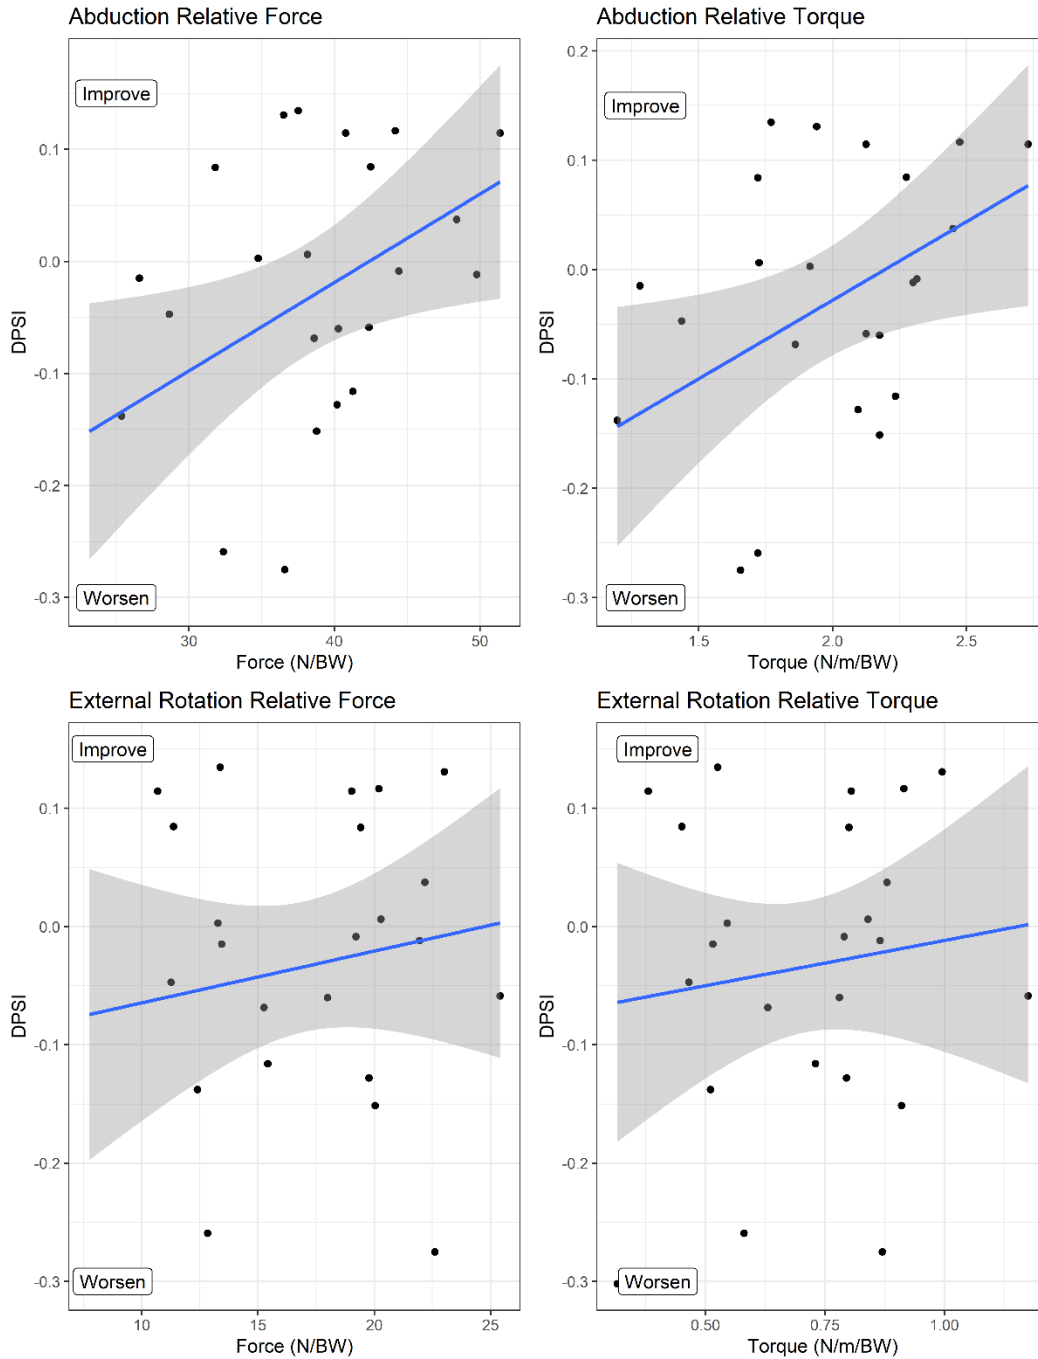 Abduction Relative Force
Improve
0.1
0.0
-0.1
-0.2
-0.3
DPSI
Worsen
30 40 50
Force (N/BW)
Abduction Relative Torque
0.2
Improve
0.1
0.0
-0.1
-0.2
-0.3
DPSI
Worsen
1.5 2.0 2.5
Torque (N/m/BW)
External Rotation Relative Force
Improve
0.1
0.0
-0.1
-0.2
-0.3
DPSI
Worsen
10 15 20 25
Force (N/BW)
External Rotation Relative Torque
Improve
0.1
0.0
-0.1
-0.2
-0.3
DPSI
Worsen
0.50 0.75 1.00
Torque (N/m/BW)